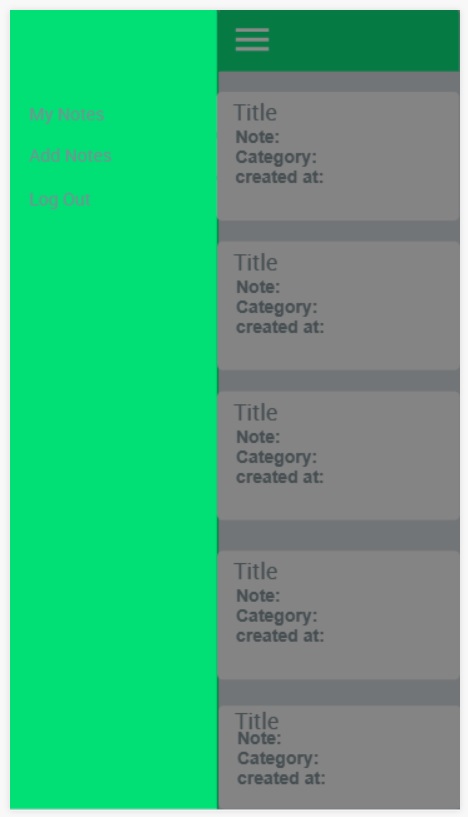 My Notes
Add Notes
Log Out
Title
Note:
Category:
created at:
Title
Note:
Category:
created at:
Title
Note:
Category:
created at:
Title
Note:
Category:
created at:
Title
Note:
Category:
created at: